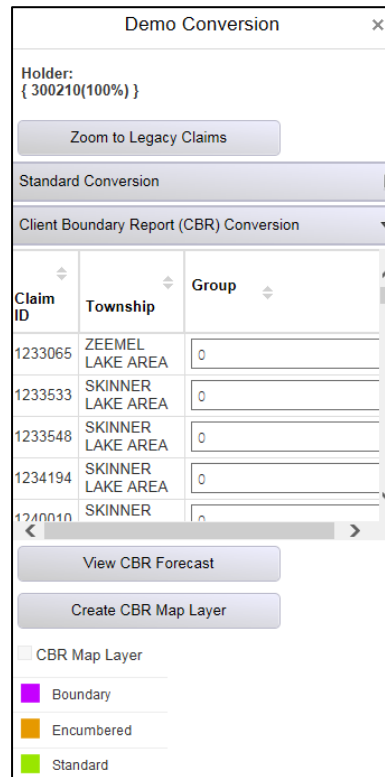 Demo Conversion
×
Holder:
{ 300210(100%) }
Zoom to Legacy Claims
Standard Conversion
Client Boundary Report (CBR) Conversion
Claim ID Township Group
1233065 ZEEMEL LAKE AREA 0
1233533 SKINNER LAKE AREA 0
1233548 SKINNER LAKE AREA 0
1234194 SKINNER LAKE AREA 0
1240010 SKINNER 0
View CBR Forecast
Create CBR Map Layer
CBR Map Layer
Boundary
Encumbered
Standard